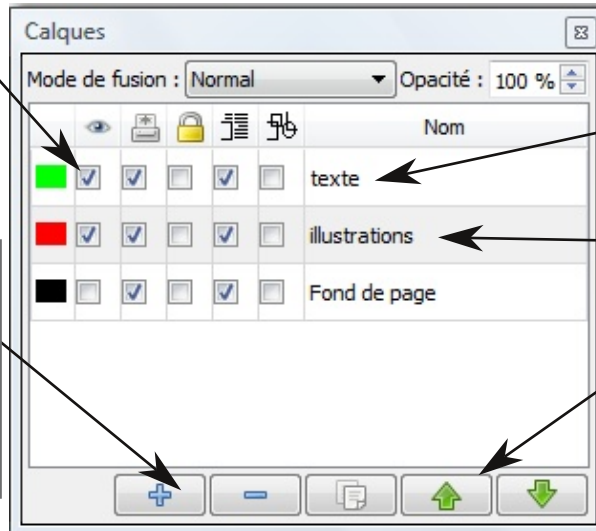 Calques
Mode de fusion : Normal Opacité : 100 %
Nom
texte
illustrations
Fond de page